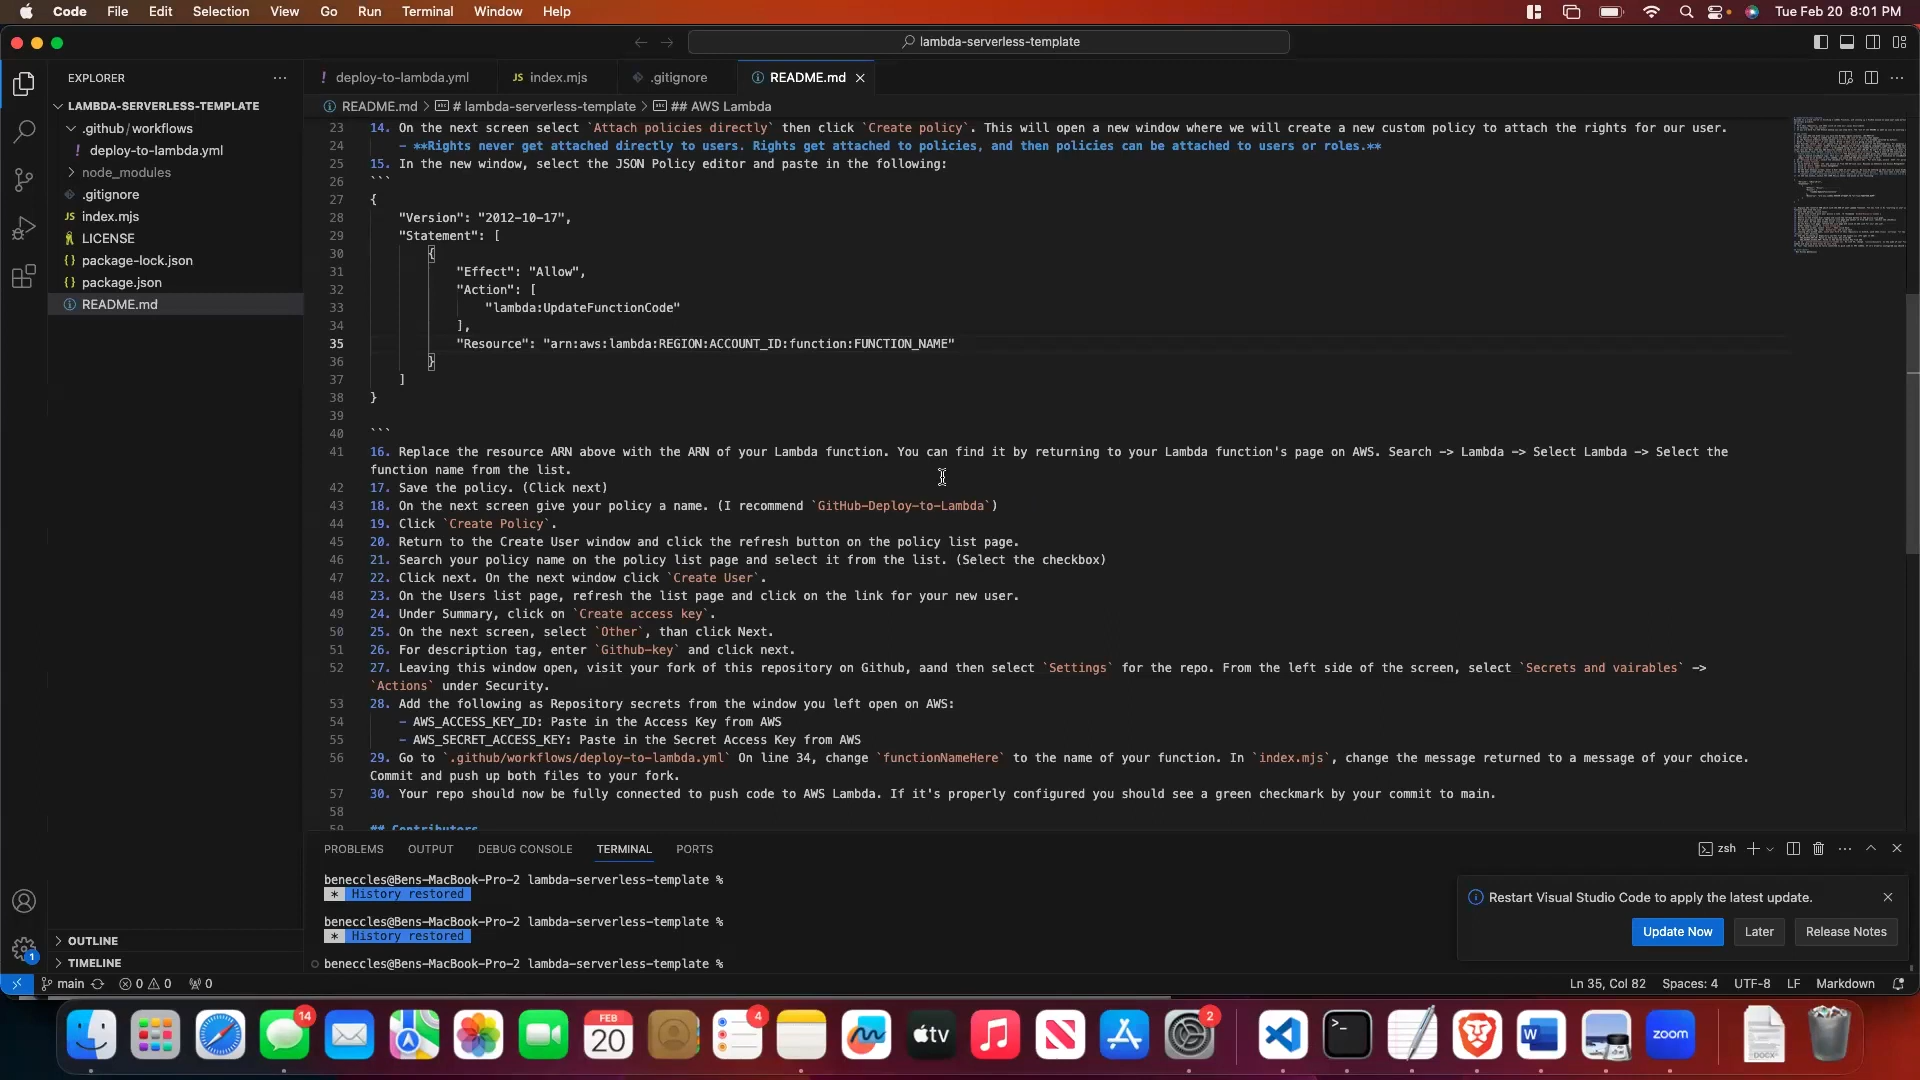 Code File Edit Selection View Go Run Terminal Window Help Tue Feb 20 8:01 PM
lambda-serverless-template
EXPLORER
deploy-to-lambda.yml index.mjs .gitignore README.md
LAMBDA-SERVERLESS-TEMPLATE
.github/workflows
deploy-to-lambda.yml
node_modules
.gitignore
JS index.mjs
LICENSE
{} package-lock.json
{} package.json
README.md
README.md > # lambda-serverless-template > ## AWS Lambda
23 14. On the next screen select `Attach policies directly` then click `Create policy`. This will open a new window where we will create a new custom policy to attach the rights for our user.
24 - **Rights never get attached directly to users. Rights get attached to policies, and then policies can be attached to users or roles.**
25 15. In the new window, select the JSON Policy editor and paste in the following:
26 ```
27 {
28 "Version": "2012-10-17",
29 "Statement": [
30 {
31 "Effect": "Allow",
32 "Action": [
33 "lambda:UpdateFunctionCode"
34 ],
35 "Resource": "arn:aws:lambda:REGION:ACCOUNT_ID:function:FUNCTION_NAME"
36 }
37 ]
38 }
39
40 ```
41 16. Replace the resource ARN above with the ARN of your Lambda function. You can find it by returning to your Lambda function's page on AWS. Search -> Lambda -> Select Lambda -> Select the
function name from the list.
42 17. Save the policy. (Click next)
43 18. On the next screen give your policy a name. (I recommend `GitHub-Deploy-to-Lambda`)
44 19. Click `Create Policy`.
45 20. Return to the Create User window and click the refresh button on the policy list page.
46 21. Search your policy name on the policy list page and select it from the list. (Select the checkbox)
47 22. Click next. On the next window click `Create User`.
48 23. On the Users list page, refresh the list page and click on the link for your new user.
49 24. Under Summary, click on `Create access key`.
50 25. On the next screen, select `Other`, than click Next.
51 26. For description tag, enter `Github-key` and click next.
52 27. Leaving this window open, visit your fork of this repository on Github, aand then select `Settings` for the repo. From the left side of the screen, select `Secrets and vairables` ->
`Actions` under Security.
53 28. Add the following as Repository secrets from the window you left open on AWS:
54 - AWS_ACCESS_KEY_ID: Paste in the Access Key from AWS
55 - AWS_SECRET_ACCESS_KEY: Paste in the Secret Access Key from AWS
56 29. Go to `.github/workflows/deploy-to-lambda.yml` On line 34, change `functionNameHere` to the name of your function. In `index.mjs`, change the message returned to a message of your choice.
Commit and push up both files to your fork.
57 30. Your repo should now be fully connected to push code to AWS Lambda. If it's properly configured you should see a green checkmark by your commit to main.
58
59 ## Contributors
PROBLEMS OUTPUT DEBUG CONSOLE TERMINAL PORTS
zsh
beneccles@Bens-MacBook-Pro-2 lambda-serverless-template %
* History restored
beneccles@Bens-MacBook-Pro-2 lambda-serverless-template %
* History restored
beneccles@Bens-MacBook-Pro-2 lambda-serverless-template %
Restart Visual Studio Code to apply the latest update.
Update Now Later Release Notes
OUTLINE
TIMELINE
1
main 0 0 0
Ln 35, Col 82 Spaces: 4 UTF-8 LF Markdown
14 FEB 20 4 tv 2 zoom
DOCX